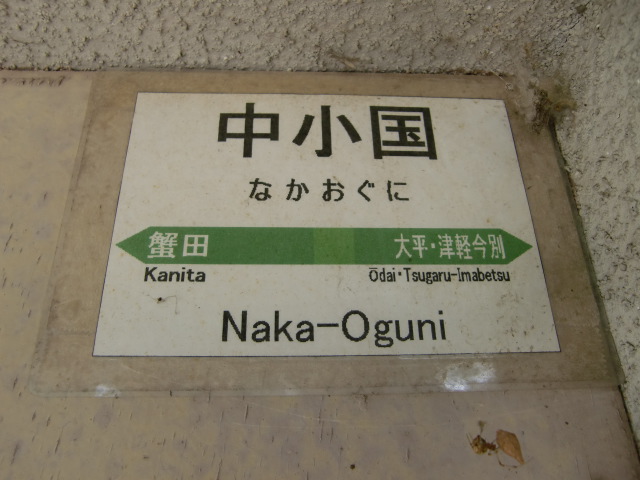 中小国
なかおぐに
蟹田 大平・津軽今別
Kanita Ōdai・Tsugaru-Imabetsu
Naka-Oguni